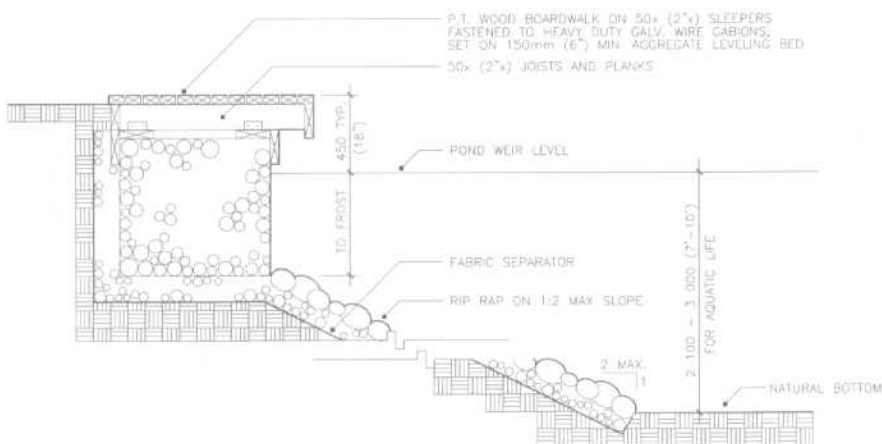 P.T. WOOD BOARDWALK ON 50x (2"x) SLEEPERS
FASTENED TO HEAVY DUTY GALV. WIRE GABIONS,
SET ON 150mm (6") MIN. AGGREGATE LEVELING BED
50x (2"x) JOISTS AND PLANKS
450 TYP.
(18")
POND WEIR LEVEL
TO FROST
FABRIC SEPARATOR
RIP RAP ON 1:2 MAX SLOPE
2 100 - 3 000 (7'-10')
FOR AQUATIC LIFE
2 MAX.
1
NATURAL BOTTOM